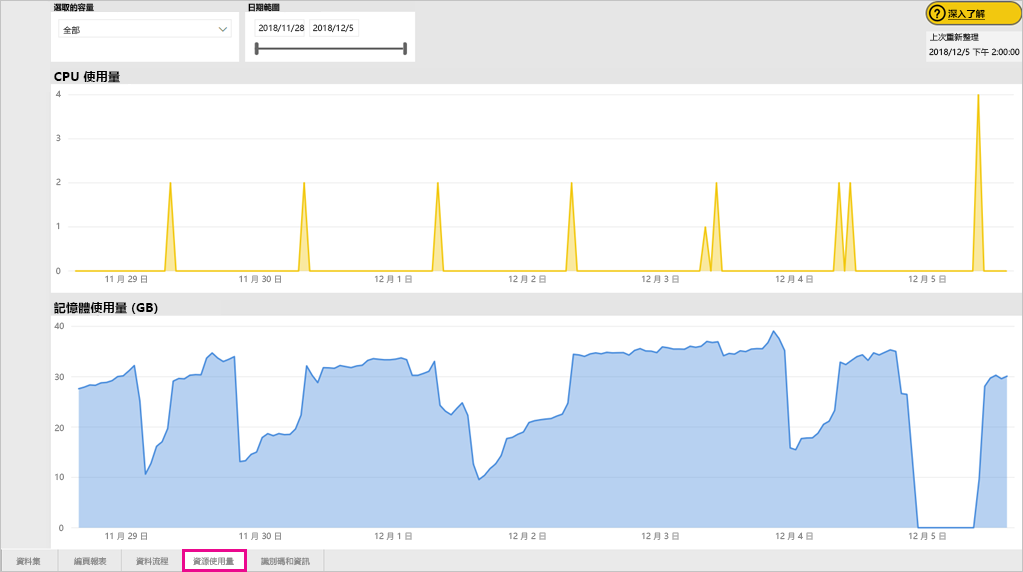 選取的容量
日期範圍
深入了解
全部
2018/11/28 2018/12/5
上次重新整理
2018/12/5 下午 2:00:00
CPU 使用量
4
3
2
1
0
11 月 29 日 11 月 30 日 12 月 1 日 12 月 2 日 12 月 3 日 12 月 4 日 12 月 5 日
記憶體使用量 (GB)
40
30
20
10
0
11 月 29 日 11 月 30 日 12 月 1 日 12 月 2 日 12 月 3 日 12 月 4 日 12 月 5 日
資料集 編頁報表 資料流程 資源使用量 識別碼和資訊